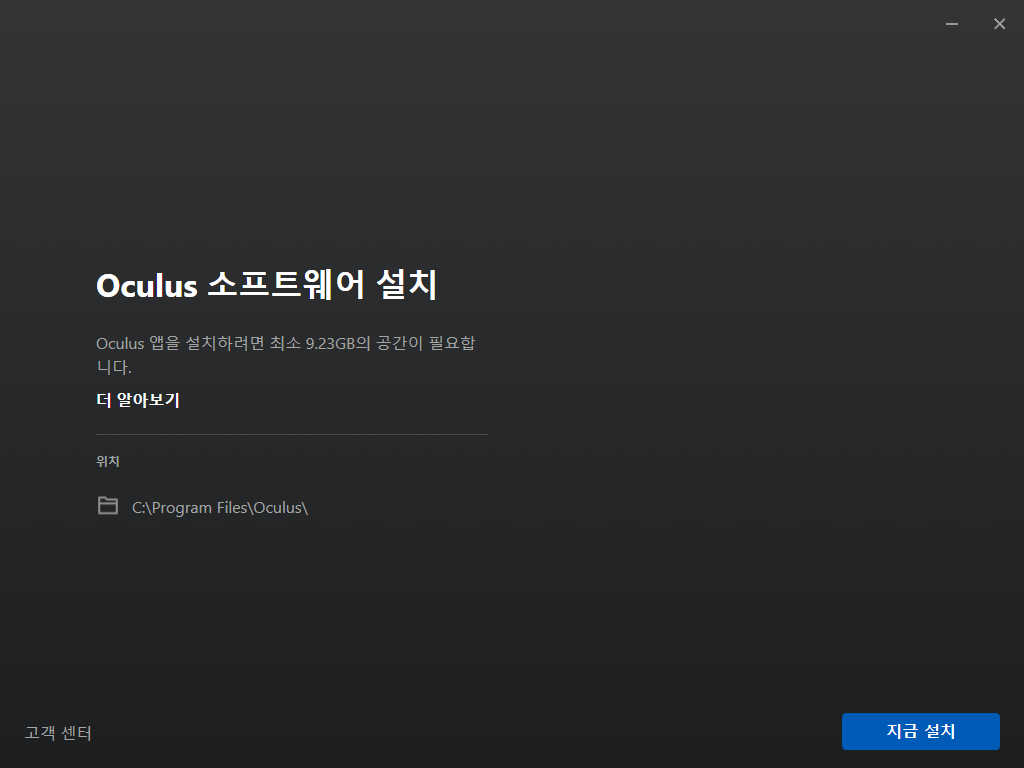 Oculus 소프트웨어 설치
Oculus 앱을 설치하려면 최소 9.23GB의 공간이 필요합
니다.
더 알아보기
위치
C:\Program Files\Oculus\
고객 센터
지금 설치